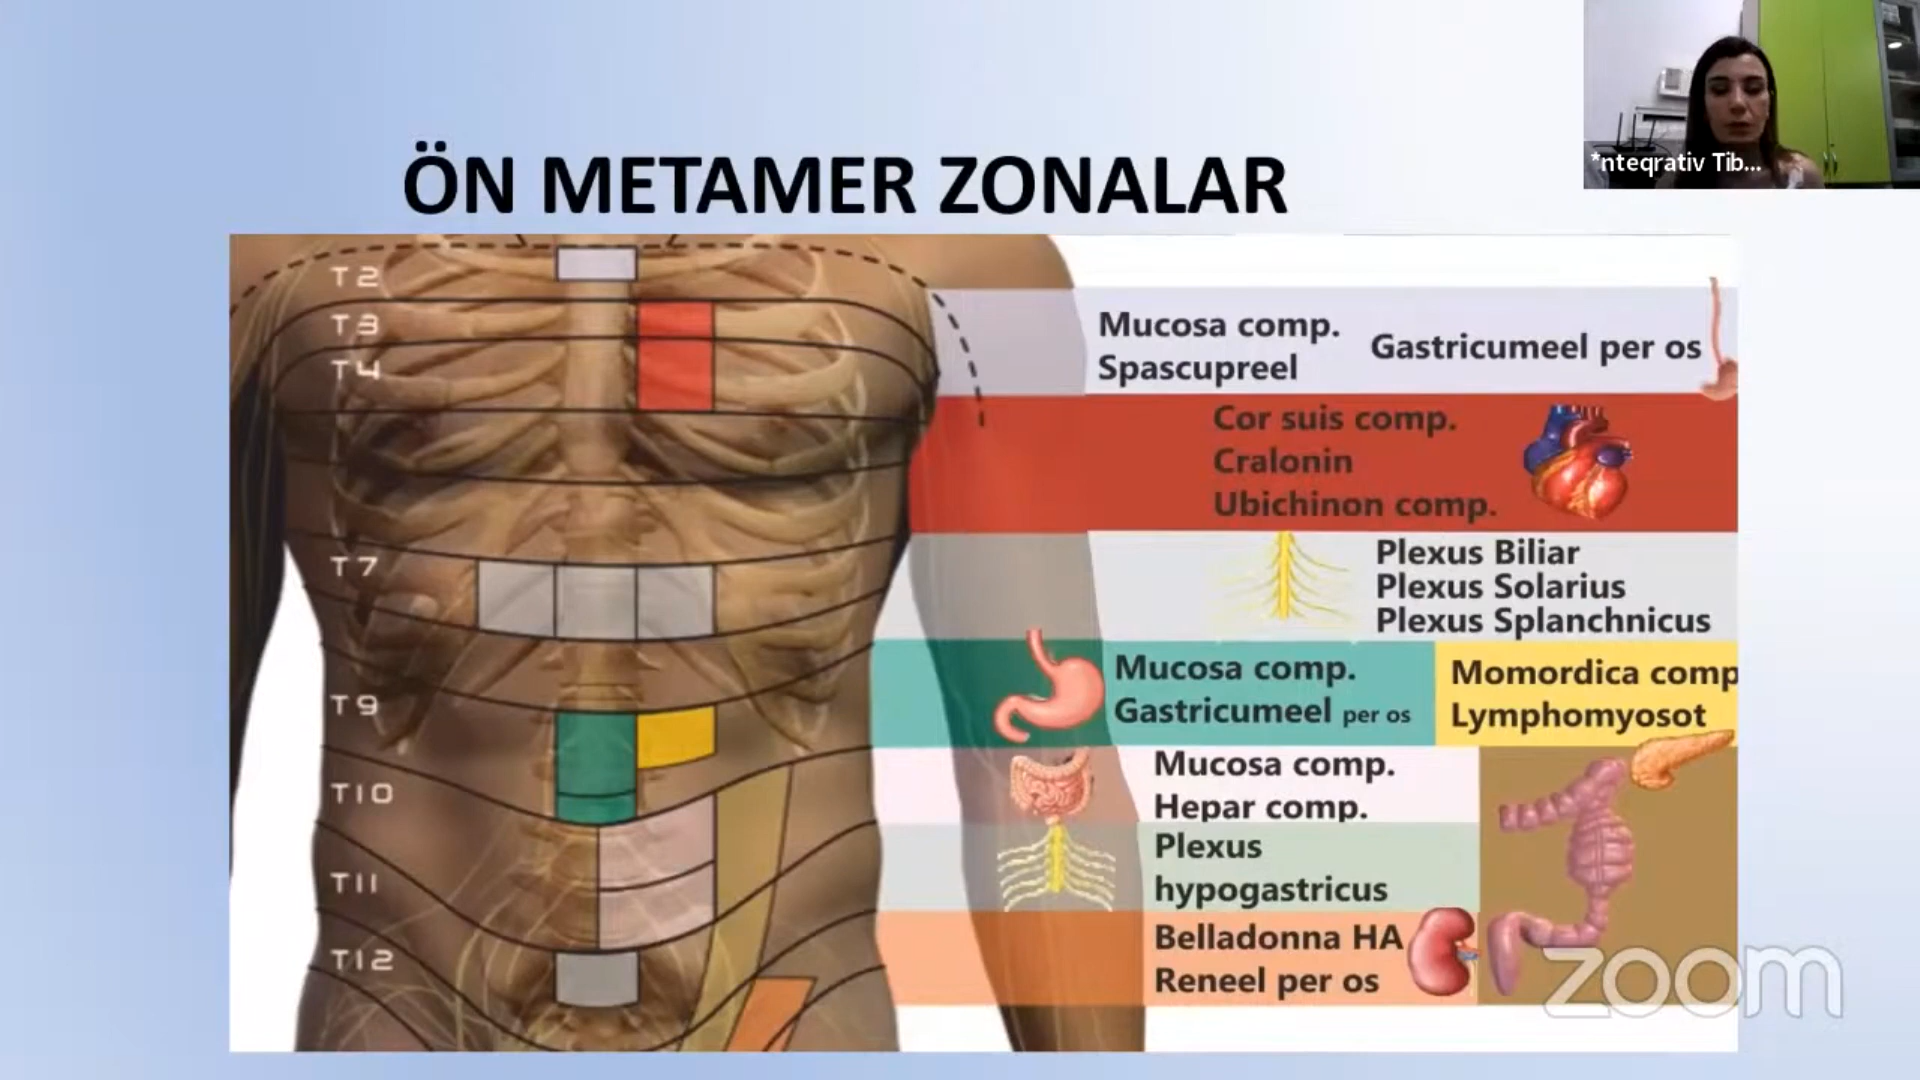 *nteqrativ Tib...
ÖN METAMER ZONALAR
T2
T3
T4
T7
T9
T10
T11
T12
Mucosa comp.
Spascupreel
Gastricumeel per os
Cor suis comp.
Cralonin
Ubichinon comp.
Plexus Biliar
Plexus Solarius
Plexus Splanchnicus
Mucosa comp.
Gastricumeel per os
Momordica comp
Lymphomyosot
Mucosa comp.
Hepar comp.
Plexus
hypogastricus
Belladonna HA
Reneel per os
zoom